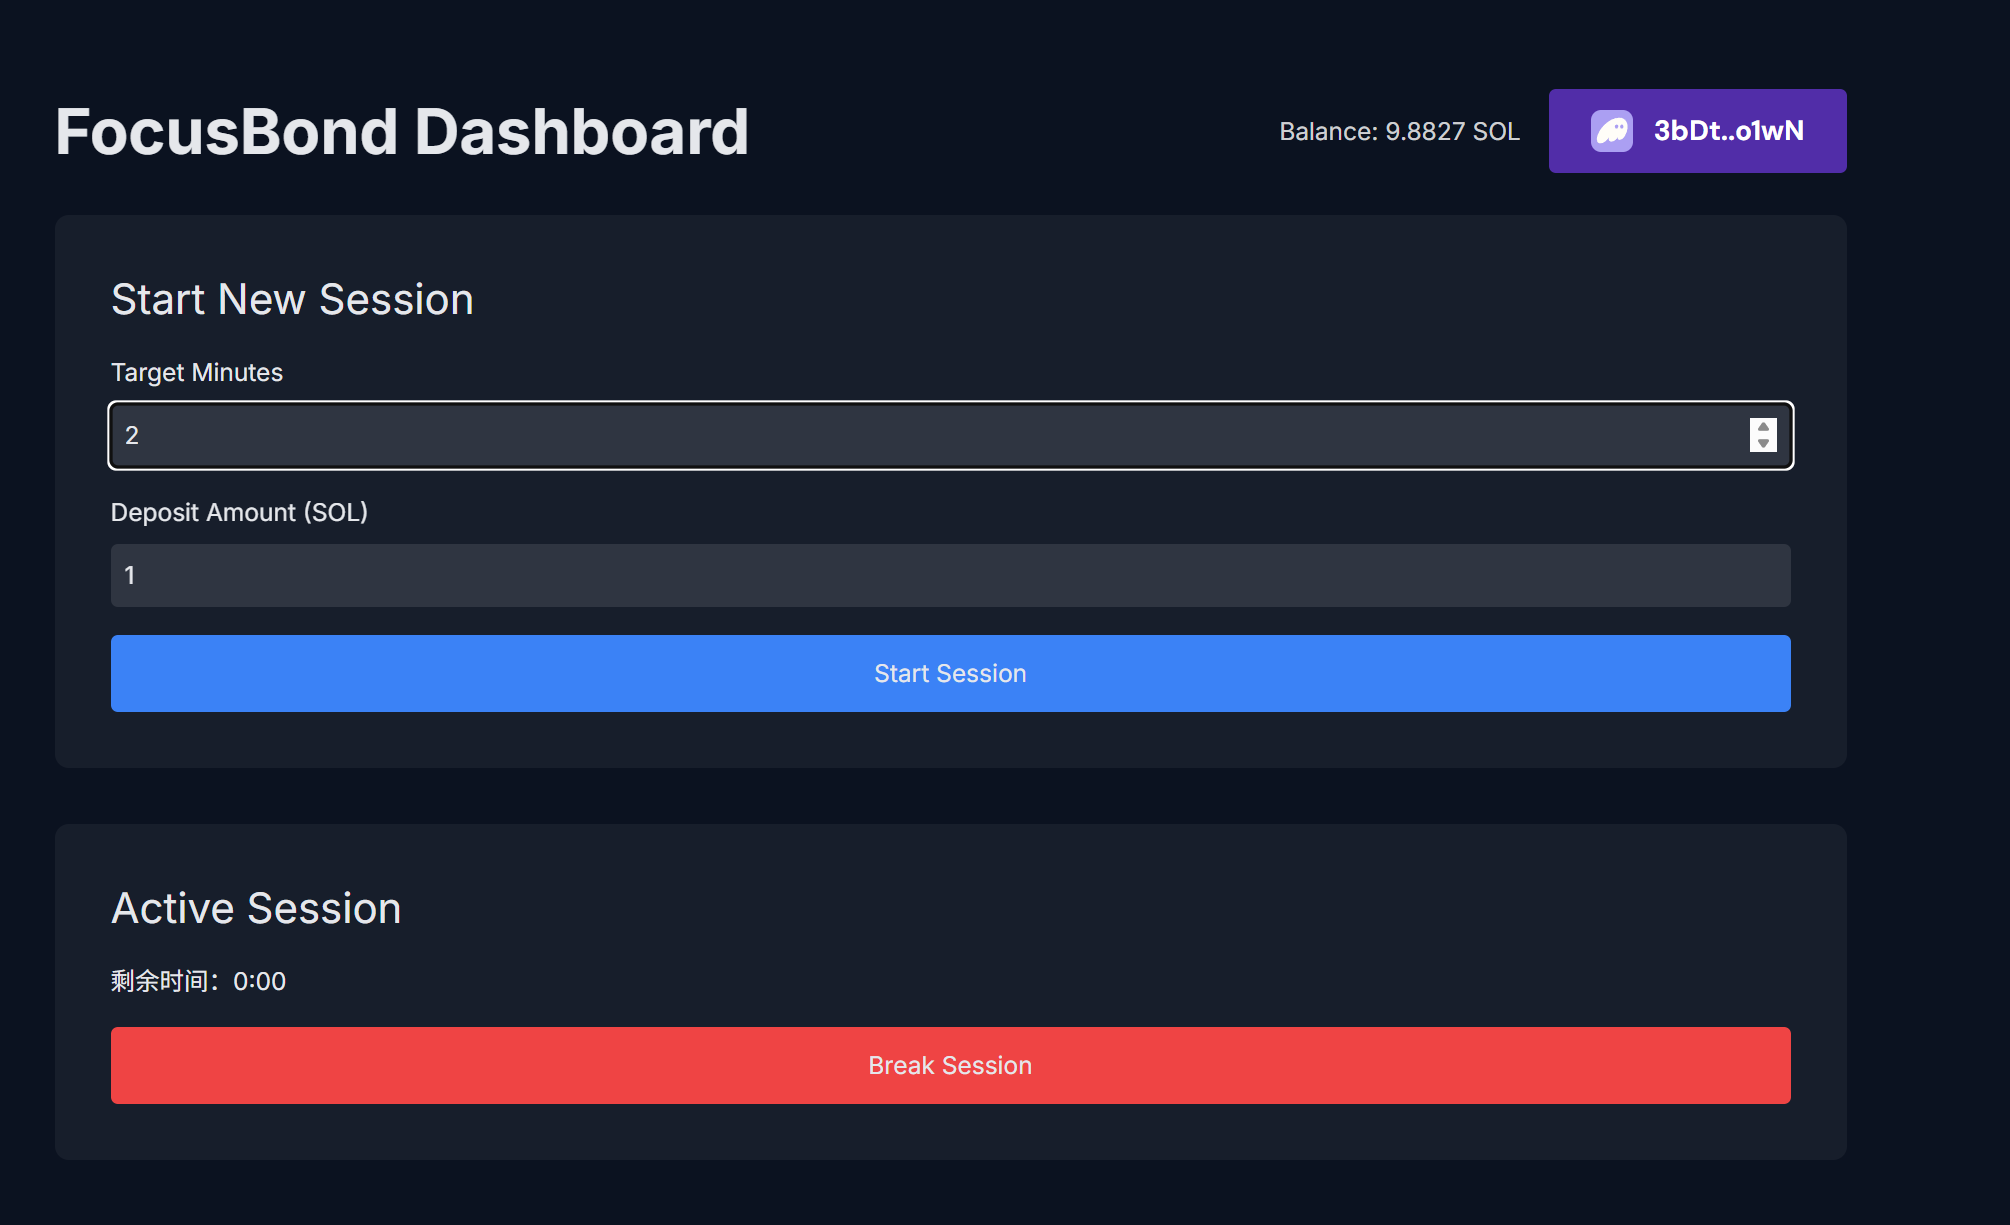 FocusBond Dashboard
Balance: 9.8827 SOL
3bDt..o1wN
Start New Session
Target Minutes
2
Deposit Amount (SOL)
1
Start Session
Active Session
剩余时间：0:00
Break Session